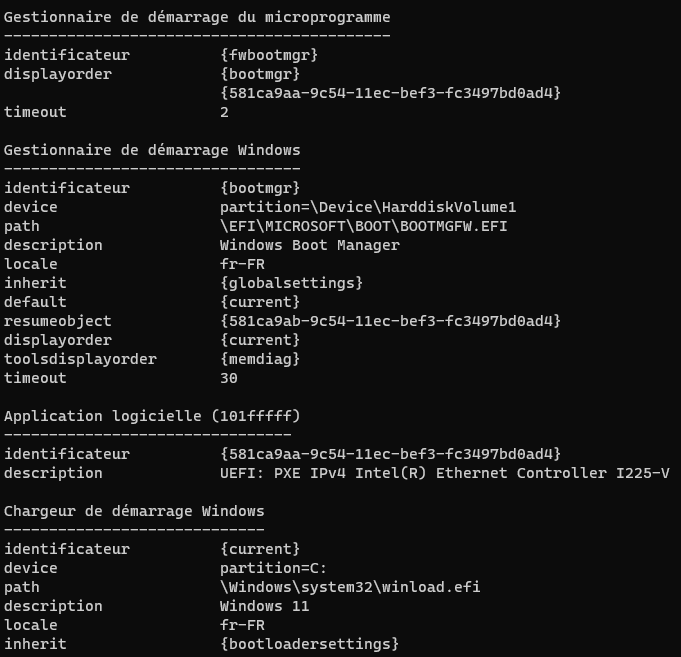 Gestionnaire de démarrage du microprogramme
-------------------------------------------
identificateur          {fwbootmgr}
displayorder            {bootmgr}
                        {581ca9aa-9c54-11ec-bef3-fc3497bd0ad4}
timeout                 2

Gestionnaire de démarrage Windows
---------------------------------
identificateur          {bootmgr}
device                  partition=\Device\HarddiskVolume1
path                    \EFI\MICROSOFT\BOOT\BOOTMGFW.EFI
description             Windows Boot Manager
locale                  fr-FR
inherit                 {globalsettings}
default                 {current}
resumeobject            {581ca9ab-9c54-11ec-bef3-fc3497bd0ad4}
displayorder            {current}
toolsdisplayorder       {memdiag}
timeout                 30

Application logicielle (101fffff)
--------------------------------
identificateur          {581ca9aa-9c54-11ec-bef3-fc3497bd0ad4}
description             UEFI: PXE IPv4 Intel(R) Ethernet Controller I225-V

Chargeur de démarrage Windows
-----------------------------
identificateur          {current}
device                  partition=C:
path                    \Windows\system32\winload.efi
description             Windows 11
locale                  fr-FR
inherit                 {bootloadersettings}